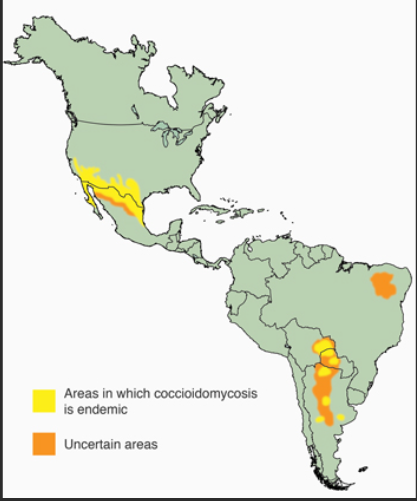 Areas in which coccioidomycosis
is endemic
Uncertain areas